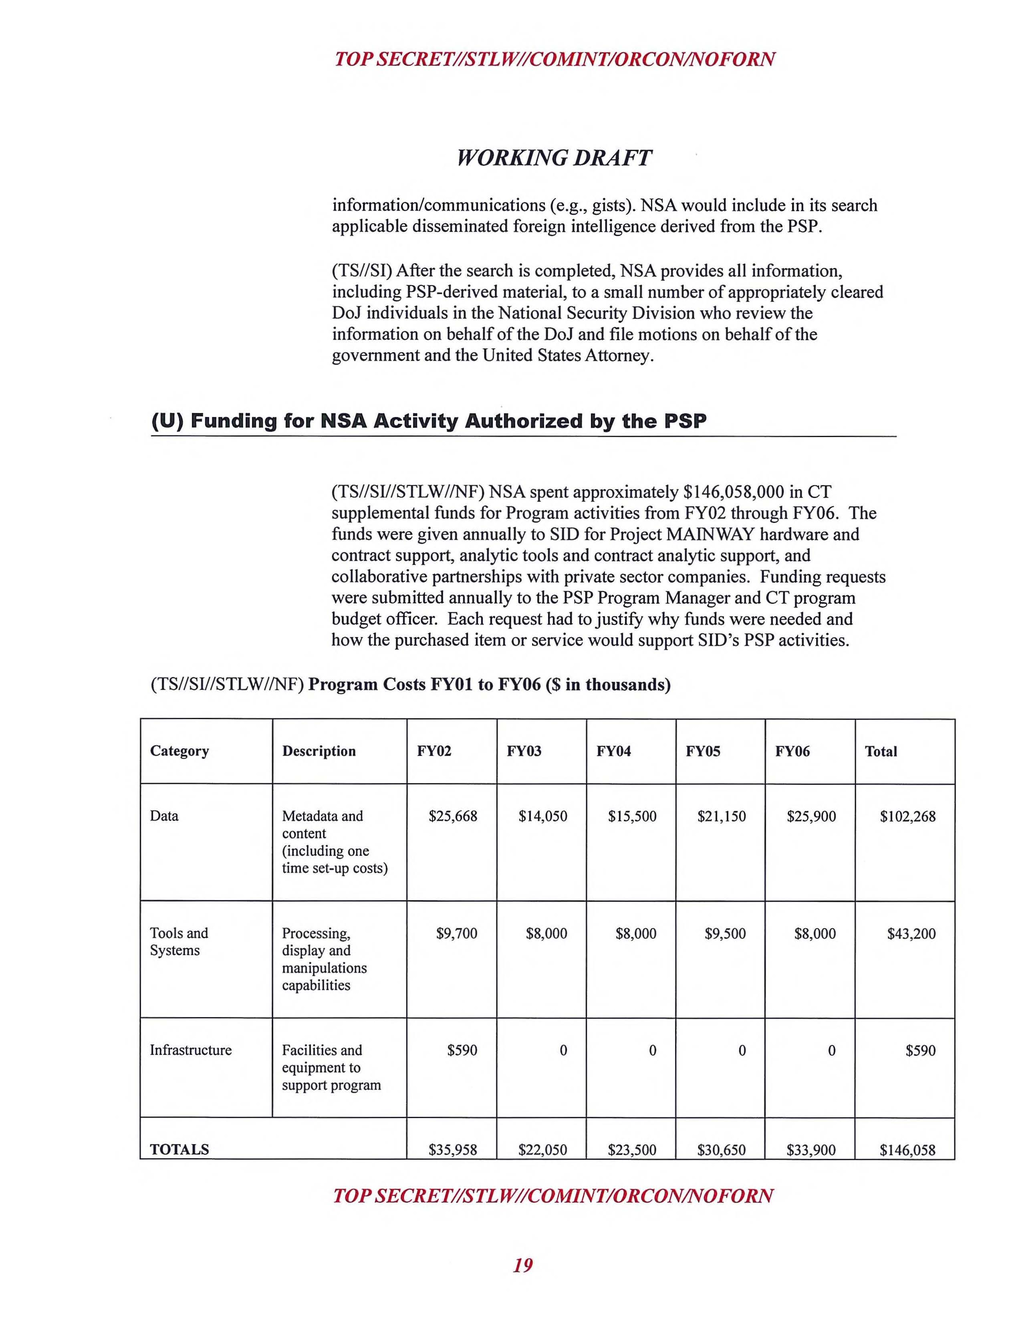 TOP SECRET//STLW//COMINT/ORCON/NOFORN
WORKING DRAFT
information/communications (e.g., gists). NSA would include in its search
applicable disseminated foreign intelligence derived from the PSP.
(TS//SI) After the search is completed, NSA provides all information,
including PSP-derived material, to a small number of appropriately cleared
DoJ individuals in the National Security Division who review the
information on behalf of the DoJ and file motions on behalf of the
government and the United States Attorney.
(U) Funding for NSA Activity Authorized by the PSP
(TS//SI//STLW//NF) NSA spent approximately $146,058,000 in CT
supplemental funds for Program activities from FY02 through FY06. The
funds were given annually to SID for Project MAINWAY hardware and
contract support, analytic tools and contract analytic support, and
collaborative partnerships with private sector companies. Funding requests
were submitted annually to the PSP Program Manager and CT program
budget officer. Each request had to justify why funds were needed and
how the purchased item or service would support SID's PSP activities.
(TS//SI//STLW//NF) Program Costs FY01 to FY06 ($ in thousands)
Category Description FY02 FY03 FY04 FY05 FY06 Total
Data Metadata and $25,668 $14,050 $15,500 $21,150 $25,900 $102,268
content
(including one
time set-up costs)
Tools and Processing, $9,700 $8,000 $8,000 $9,500 $8,000 $43,200
Systems display and
manipulations
capabilities
Infrastructure Facilities and $590 0 0 0 0 $590
equipment to
support program
TOTALS $35,958 $22,050 $23,500 $30,650 $33,900 $146,058
TOP SECRET//STLW//COMINT/ORCON/NOFORN
19